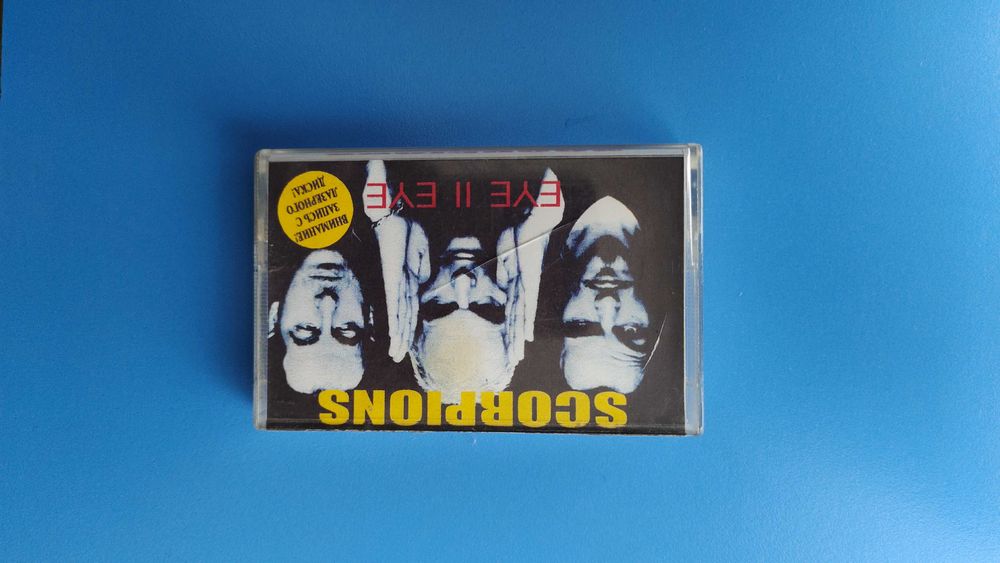 SCORPIONS
EYE II EYE
ВНИМАНИЕ!
ЗАПИСЬ С
ЛАЗЕРНОГО
ДИСКА!